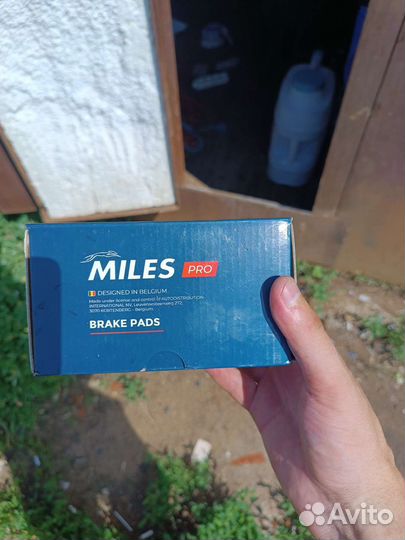 MILES PRO
DESIGNED IN BELGIUM
Made under license and control of AUTODISTRIBUTION
INTERNATIONAL NV, Leuvensesteenweg 272,
3070 KORTENBERG - Belgium.
BRAKE PADS
Avito